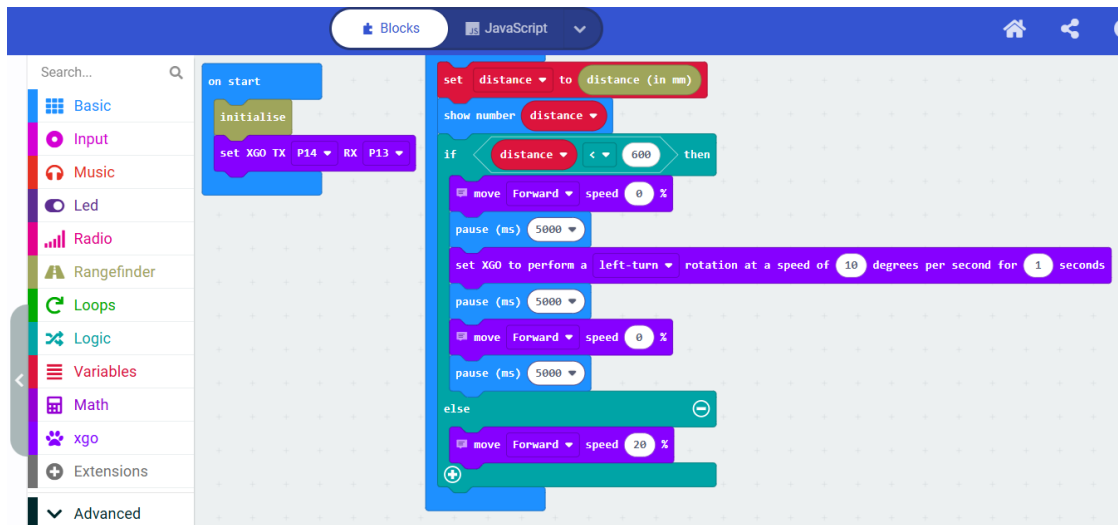 Blocks
JS JavaScript
Search...
Basic
Input
Music
Led
Radio
Rangefinder
Loops
Logic
Variables
Math
xgo
Extensions
Advanced
on start
initialise
set XGO TX P14 RX P13
set distance to distance (in mm)
show number distance
if distance < 600 then
move Forward speed 0 %
pause (ms) 5000
set XGO to perform a left-turn rotation at a speed of 10 degrees per second for 1 seconds
pause (ms) 5000
move Forward speed 0 %
pause (ms) 5000
else
move Forward speed 20 %